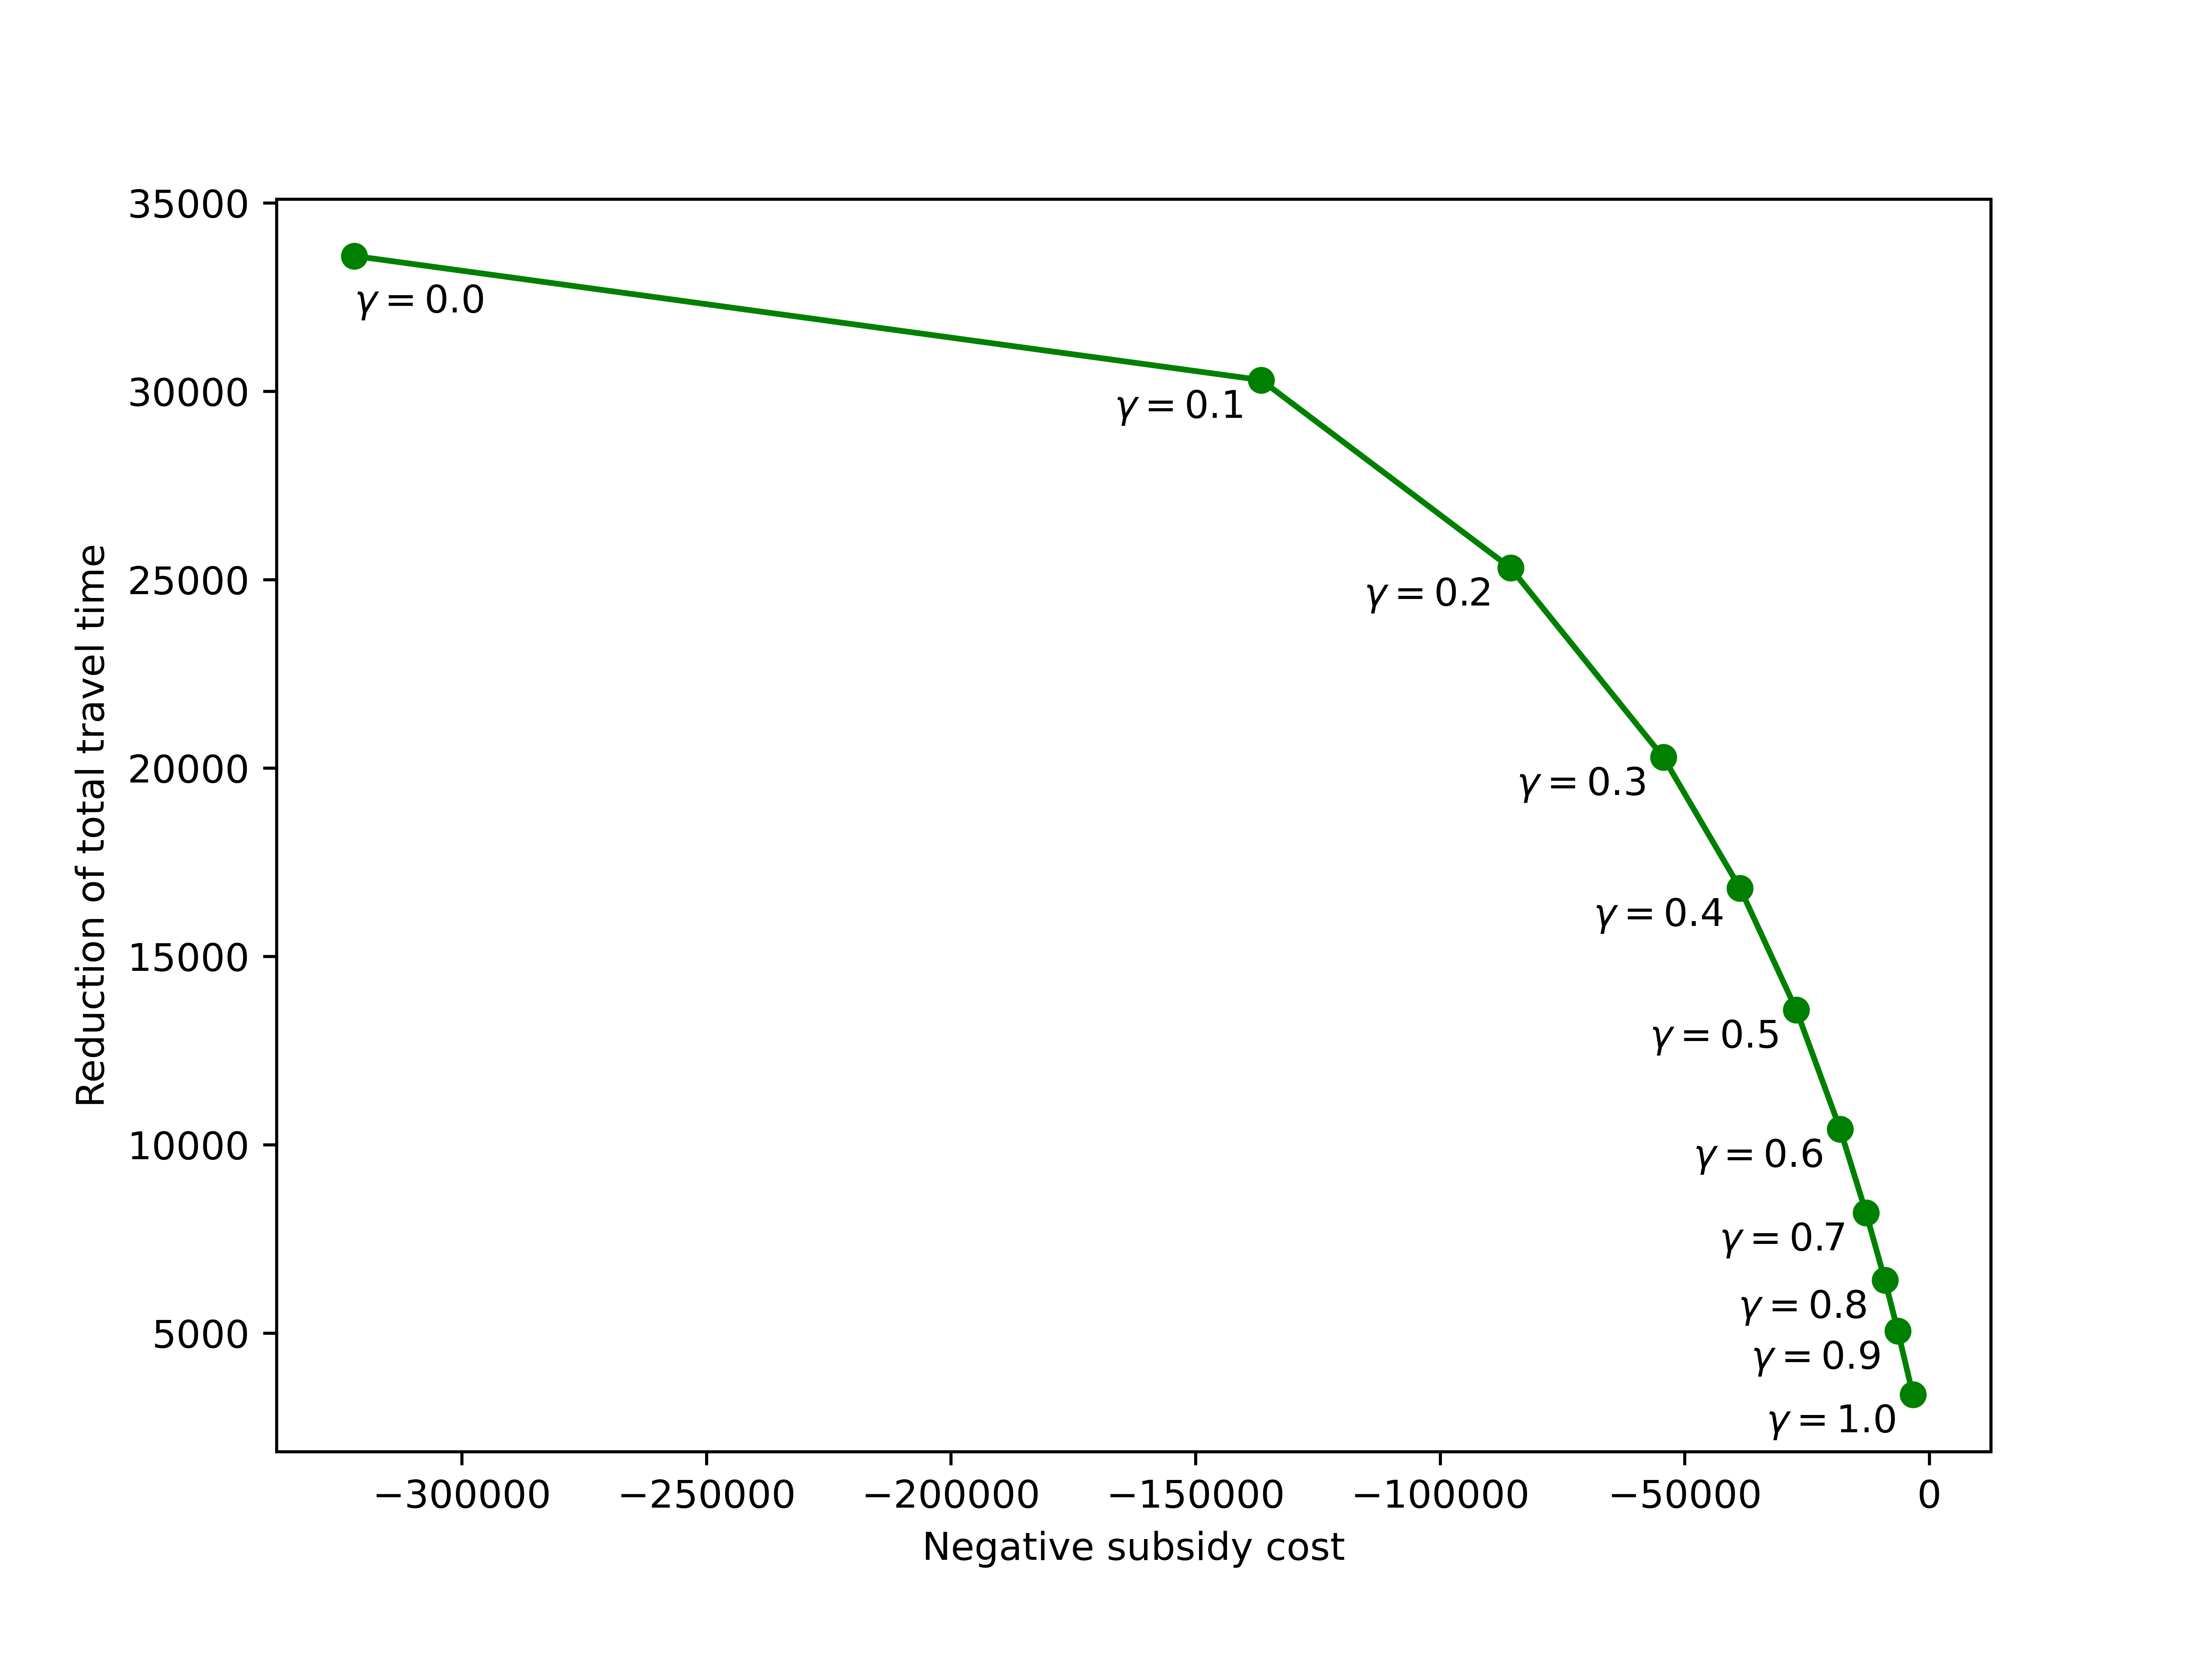 35000
30000
25000
20000
15000
10000
5000
Reduction of total travel time
γ = 0.0
γ = 0.1
γ = 0.2
γ = 0.3
γ = 0.4
γ = 0.5
γ = 0.6
γ = 0.7
γ = 0.8
γ = 0.9
γ = 1.0
−300000 −250000 −200000 −150000 −100000 −50000 0
Negative subsidy cost